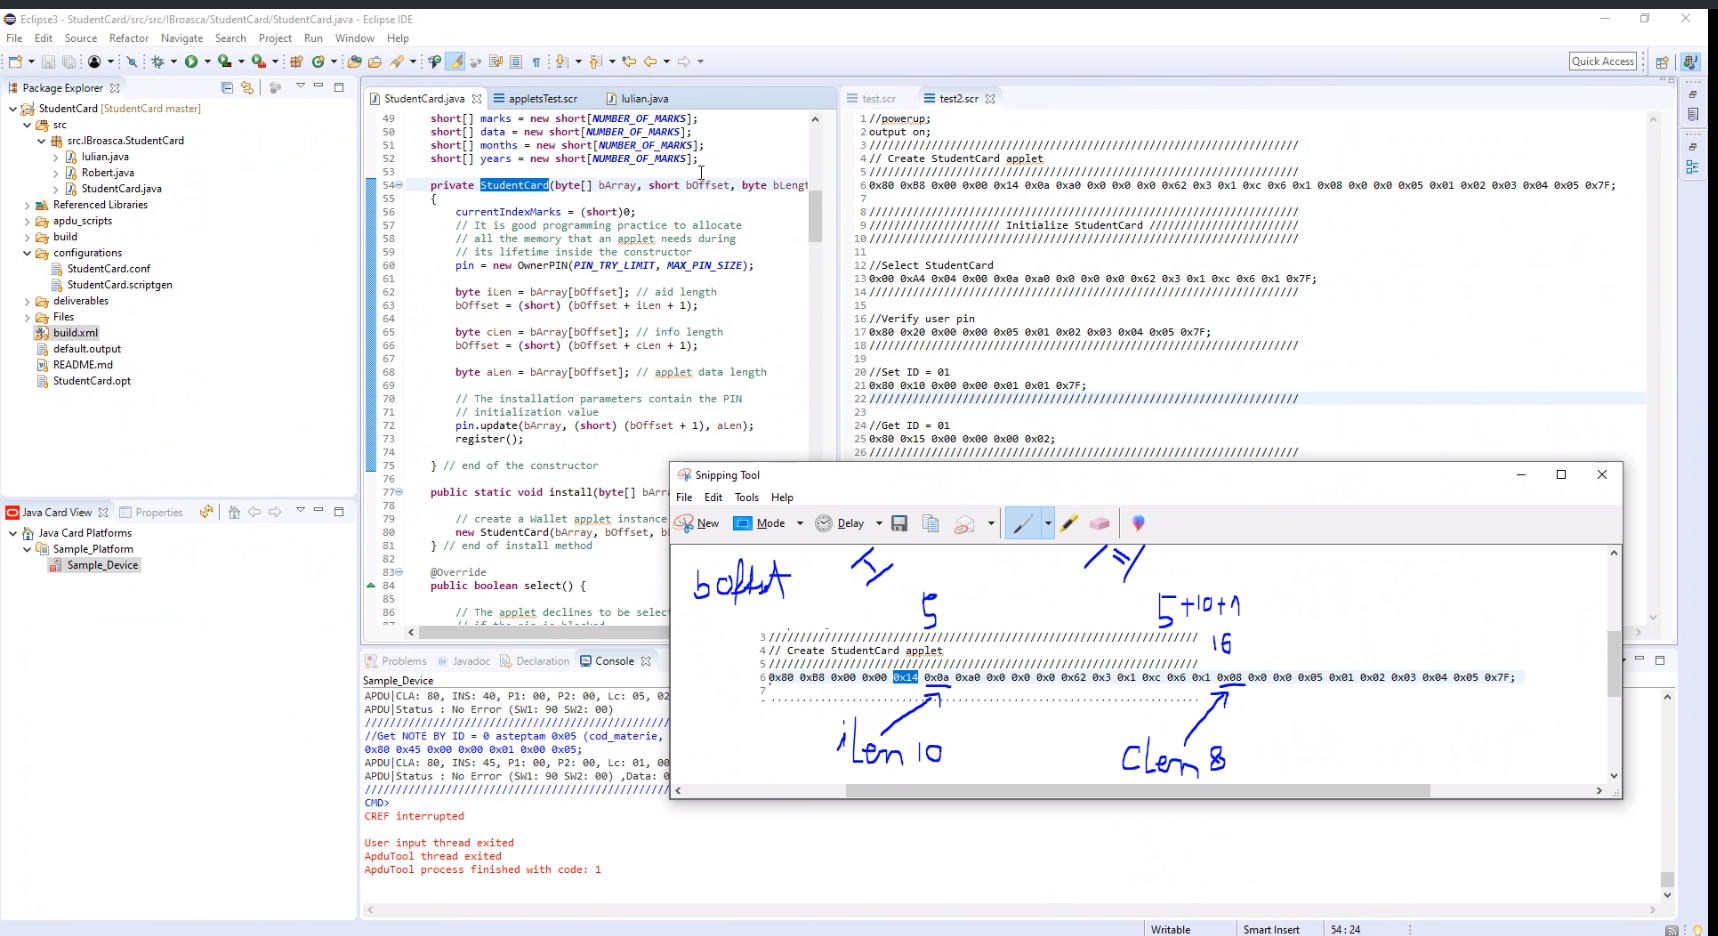 Eclipse3 - StudentCard/src/src/IBroasca/StudentCard/StudentCard.java - Eclipse IDE
File Edit Source Refactor Navigate Search Project Run Window Help
Quick Access
Package Explorer
StudentCard [StudentCard master]
src
src.IBroasca.StudentCard
Iulian.java
Robert.java
StudentCard.java
Referenced Libraries
apdu_scripts
build
configurations
StudentCard.conf
StudentCard.scriptgen
deliverables
Files
build.xml
default.output
README.md
StudentCard.opt
Java Card View Properties
Java Card Platforms
Sample_Platform
Sample_Device
StudentCard.java appletsTest.scr Iulian.java
49 short[] marks = new short[NUMBER_OF_MARKS];
50 short[] data = new short[NUMBER_OF_MARKS];
51 short[] months = new short[NUMBER_OF_MARKS];
52 short[] years = new short[NUMBER_OF_MARKS];
53
54 private StudentCard(byte[] bArray, short bOffset, byte bLengt
55 {
56 currentIndexMarks = (short)0;
57 // It is good programming practice to allocate
58 // all the memory that an applet needs during
59 // its lifetime inside the constructor
60 pin = new OwnerPIN(PIN_TRY_LIMIT, MAX_PIN_SIZE);
61
62 byte iLen = bArray[bOffset]; // aid length
63 bOffset = (short) (bOffset + iLen + 1);
64
65 byte cLen = bArray[bOffset]; // info length
66 bOffset = (short) (bOffset + cLen + 1);
67
68 byte aLen = bArray[bOffset]; // applet data length
69
70 // The installation parameters contain the PIN
71 // initialization value
72 pin.update(bArray, (short) (bOffset + 1), aLen);
73 register();
74
75 } // end of the constructor
76
77 public static void install(byte[] bArr
78
79 // create a Wallet applet instance
80 new StudentCard(bArray, bOffset, b
81 } // end of install method
82
83 @Override
84 public boolean select() {
85
86 // The applet declines to be selec
87 // if the pin is blocked
test.scr test2.scr
1 //powerup;
2 output on;
3 /////////////////////////////////////////////////////////////////////
4 // Create StudentCard applet
5 /////////////////////////////////////////////////////////////////////
6 0x80 0xB8 0x00 0x00 0x14 0x0a 0xa0 0x0 0x0 0x0 0x62 0x3 0x1 0xc 0x6 0x1 0x08 0x0 0x0 0x05 0x01 0x02 0x03 0x04 0x05 0x7F;
7
8 /////////////////////////////////////////////////////////////////////
9 ///////////////////// Initialize StudentCard ////////////////////////
10 /////////////////////////////////////////////////////////////////////
11
12 //Select StudentCard
13 0x00 0xA4 0x04 0x00 0x0a 0xa0 0x0 0x0 0x0 0x62 0x3 0x1 0xc 0x6 0x1 0x7F;
14 /////////////////////////////////////////////////////////////////////
15
16 //Verify user pin
17 0x80 0x20 0x00 0x00 0x05 0x01 0x02 0x03 0x04 0x05 0x7F;
18 /////////////////////////////////////////////////////////////////////
19
20 //Set ID = 01
21 0x80 0x10 0x00 0x00 0x01 0x01 0x7F;
22 /////////////////////////////////////////////////////////////////////
23
24 //Get ID = 01
25 0x80 0x15 0x00 0x00 0x00 0x02;
26 /////////////////////////////////////////////////////////////////////
Snipping Tool
File Edit Tools Help
New Mode Delay
bOffset
5
5+10+1
16
3 /////////////////////////////////////////////////////////////////////
4 // Create StudentCard applet
5 /////////////////////////////////////////////////////////////////////
6 0x80 0xB8 0x00 0x00 0x14 0x0a 0xa0 0x0 0x0 0x0 0x62 0x3 0x1 0xc 0x6 0x1 0x08 0x0 0x0 0x05 0x01 0x02 0x03 0x04 0x05 0x7F;
7
iLen 10
CLen 8
Problems Javadoc Declaration Console
Sample_Device
APDU|CLA: 80, INS: 40, P1: 00, P2: 00, Lc: 05, 02
APDU|Status : No Error (SW1: 90 SW2: 00)
////////////////////////////////////////////////
//Get NOTE BY ID = 0 asteptam 0x05 (cod_materie,
0x80 0x45 0x00 0x00 0x01 0x00 0x05;
APDU|CLA: 80, INS: 45, P1: 00, P2: 00, Lc: 01, 00
APDU|Status : No Error (SW1: 90 SW2: 00) ,Data: 0
////////////////////////////////////////////////
CMD>
CREF interrupted
User input thread exited
ApduTool thread exited
ApduTool process finished with code: 1
Writable Smart Insert 54 : 24